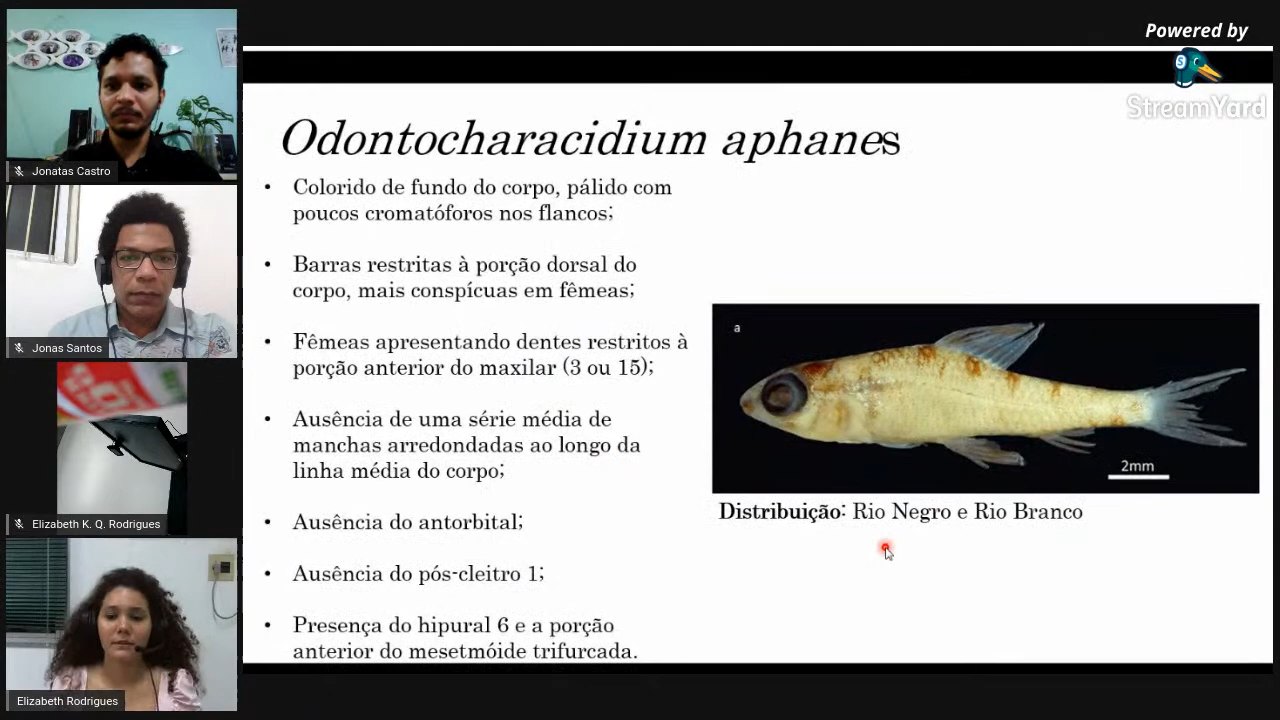 Powered by
StreamYard
Jonatas Castro
Jonas Santos
Elizabeth K. Q. Rodrigues
Elizabeth Rodrigues
Odontocharacidium aphanes
• Colorido de fundo do corpo, pálido com
poucos cromatóforos nos flancos;
• Barras restritas à porção dorsal do
corpo, mais conspícuas em fêmeas;
• Fêmeas apresentando dentes restritos à
porção anterior do maxilar (3 ou 15);
• Ausência de uma série média de
manchas arredondadas ao longo da
linha média do corpo;
• Ausência do antorbital;
• Ausência do pós-cleitro 1;
• Presença do hipural 6 e a porção
anterior do mesetmóide trifurcada.
a
2mm
Distribuição: Rio Negro e Rio Branco